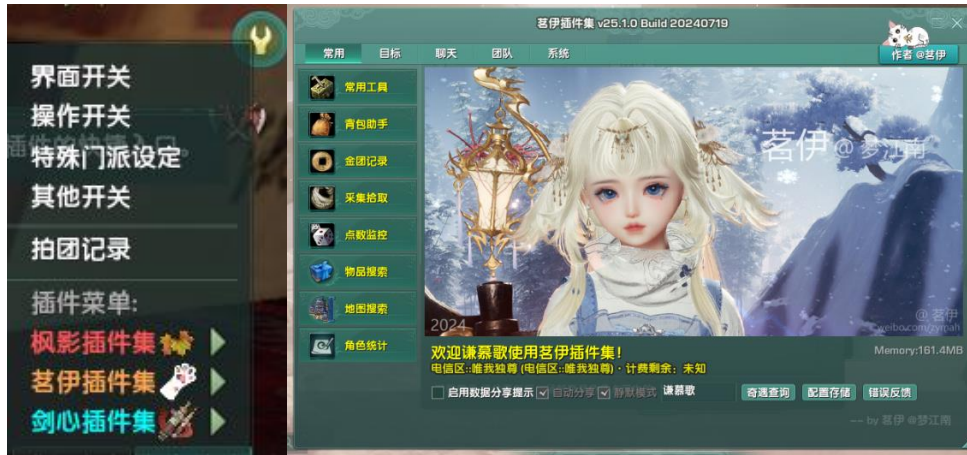 界面开关
操作开关
特殊门派设定
其他开关
拍团记录
插件菜单:
枫影插件集
茗伊插件集
剑心插件集
茗伊插件集 v25.1.0 Build 20240719
常用 目标 聊天 团队 系统
作者 @茗伊
常用工具
背包助手
金团记录
采集拾取
点数监控
物品搜索
地图搜索
角色统计
茗伊@梦江南
2024
@ 茗伊
weibo.com/zymah
欢迎谦慕歌使用茗伊插件集!
Memory:161.4MB
电信区::唯我独尊 (电信区::唯我独尊)·计费剩余: 未知
启用数据分享提示 自动分享 静默模式 谦慕歌 奇遇查询 配置存储 错误反馈
-- by 茗伊 @梦江南